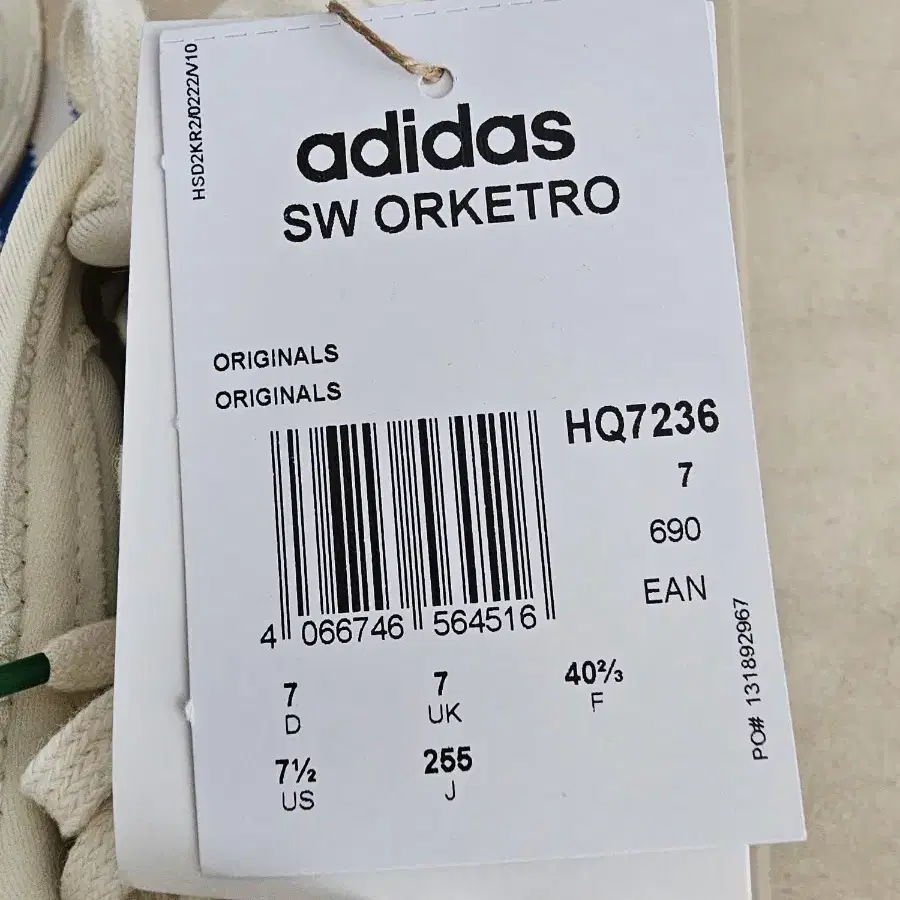 HSD2KR2/0222/V10
adidas
SW ORKETRO
ORIGINALS
ORIGINALS
HQ7236
7
690
EAN
4 066746 564516
PO# 131892967
7 7 40⅔
D UK F
7½ 255
US J